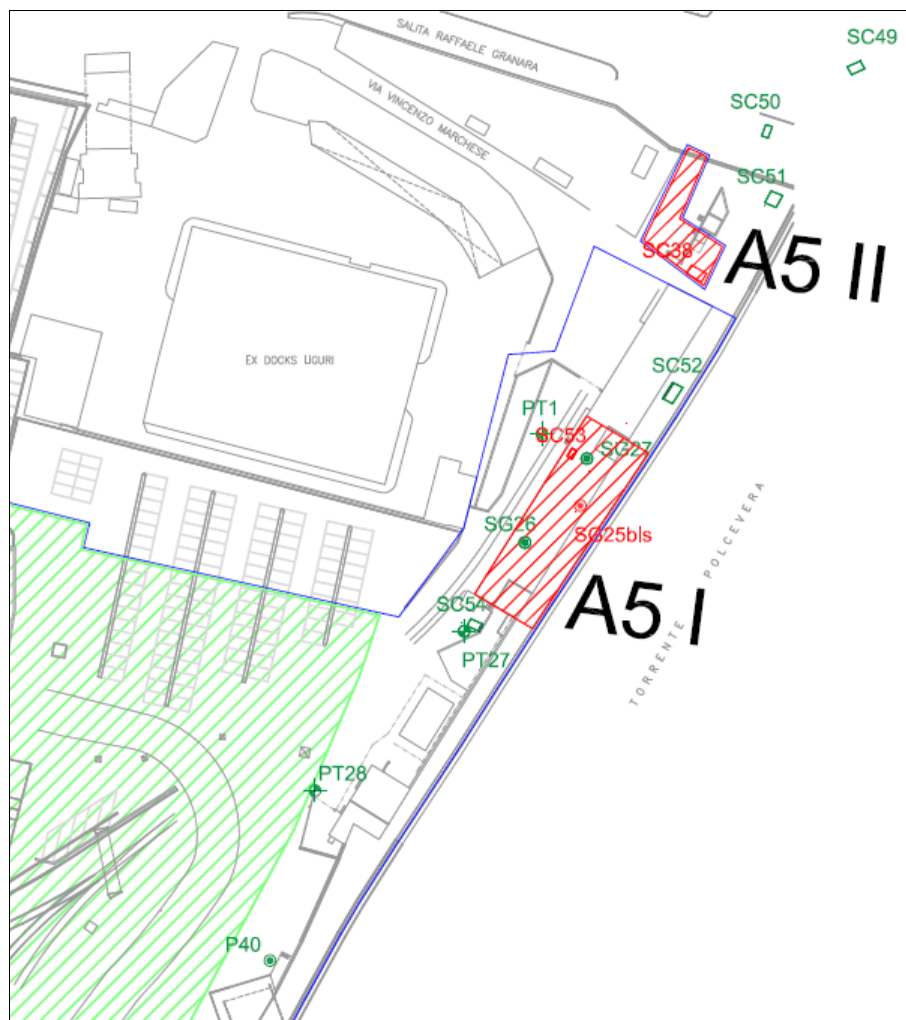 SALITA RAFFAELE GRANARA
SC49
VIA VINCENZO MARCHESE
SC50
SC51
SC38
A5 II
EX DOCKS LIGURI
SC52
PT1
SC53
SG27
SG26
SG25bis
TORRENTE POLCEVERA
A5 I
SC54
PT27
PT28
P40